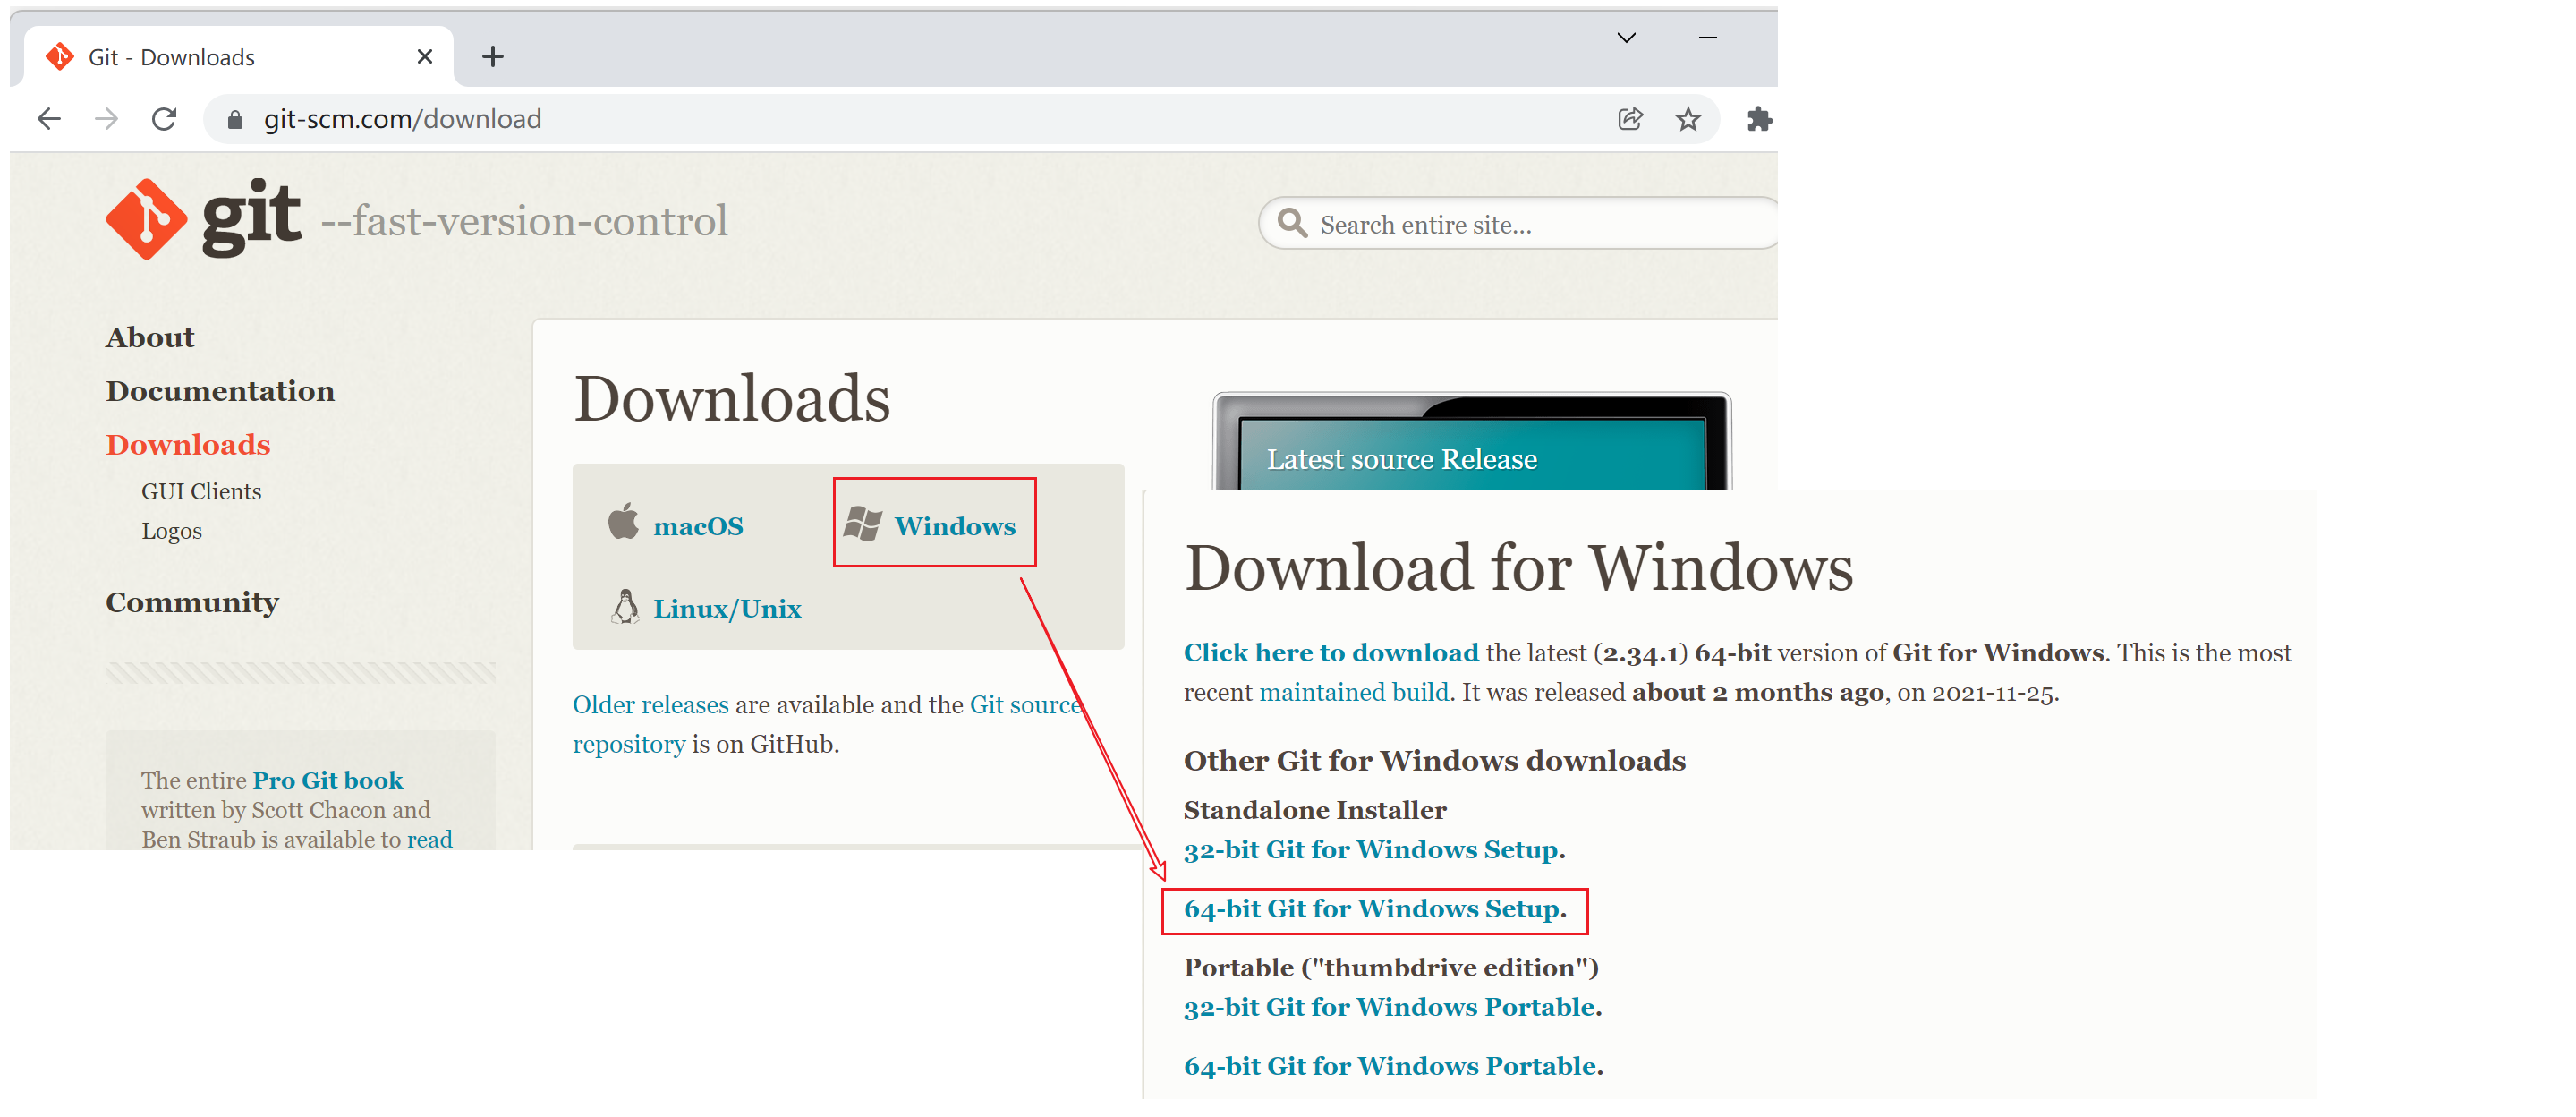 Git - Downloads
git-scm.com/download
git --fast-version-control
Search entire site...
About
Documentation
Downloads
GUI Clients
Logos
Community
The entire Pro Git book
written by Scott Chacon and
Ben Straub is available to read
Downloads
macOS
Windows
Linux/Unix
Older releases are available and the Git source
repository is on GitHub.
Latest source Release
Download for Windows
Click here to download the latest (2.34.1) 64-bit version of Git for Windows. This is the most
recent maintained build. It was released about 2 months ago, on 2021-11-25.
Other Git for Windows downloads
Standalone Installer
32-bit Git for Windows Setup.
64-bit Git for Windows Setup.
Portable ("thumbdrive edition")
32-bit Git for Windows Portable.
64-bit Git for Windows Portable.